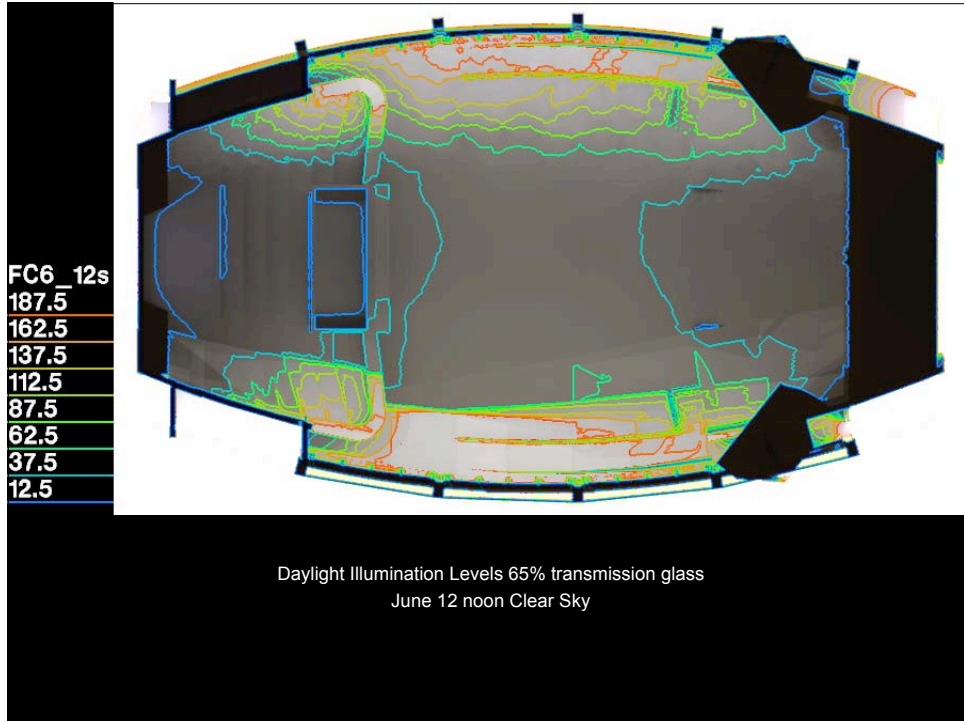 FC6_12s
187.5
162.5
137.5
112.5
87.5
62.5
37.5
12.5
Daylight Illumination Levels 65% transmission glass
June 12 noon Clear Sky